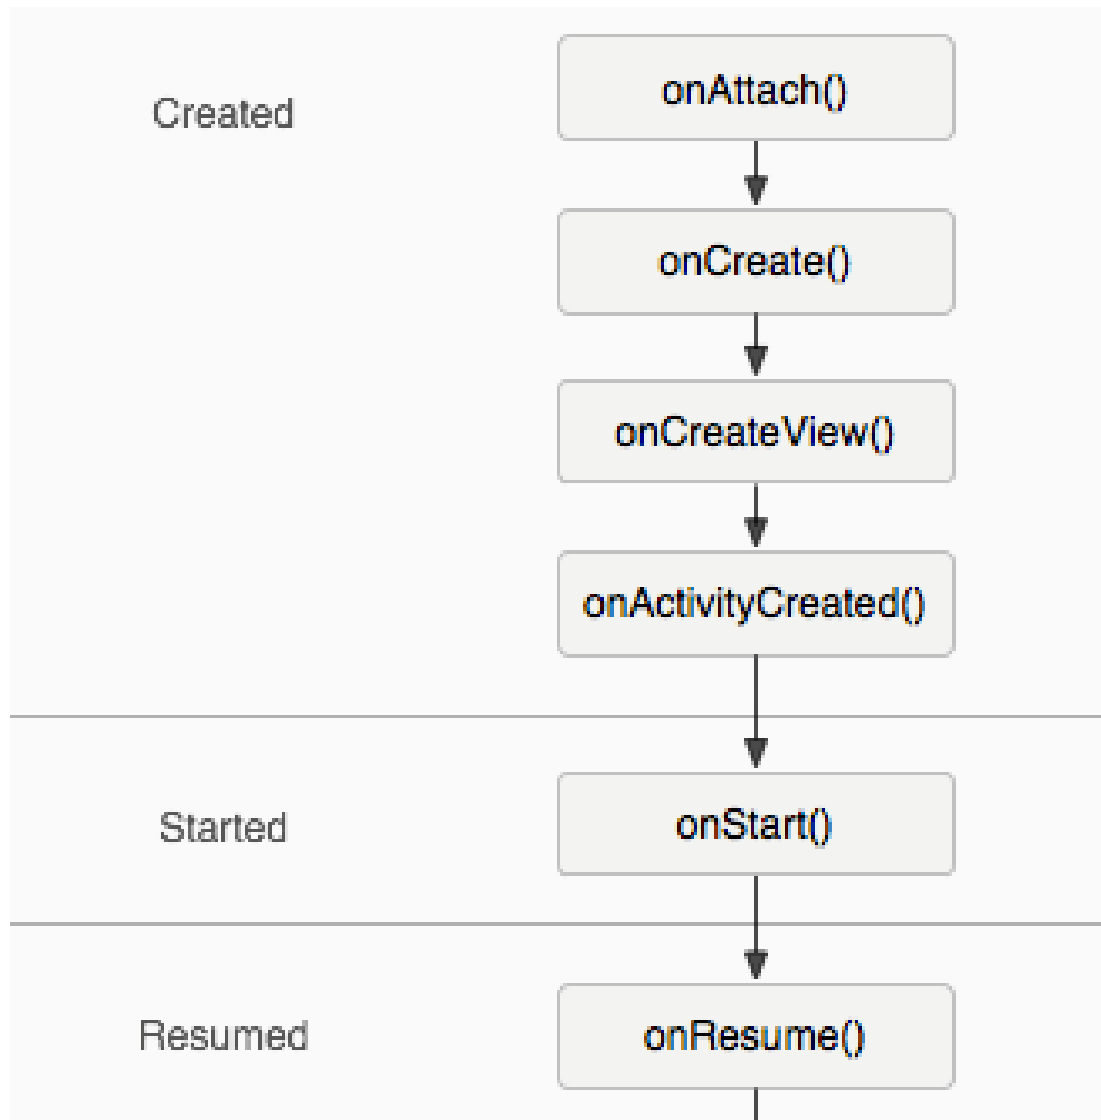 Created
onAttach()
onCreate()
onCreateView()
onActivityCreated()
Started
onStart()
Resumed
onResume()